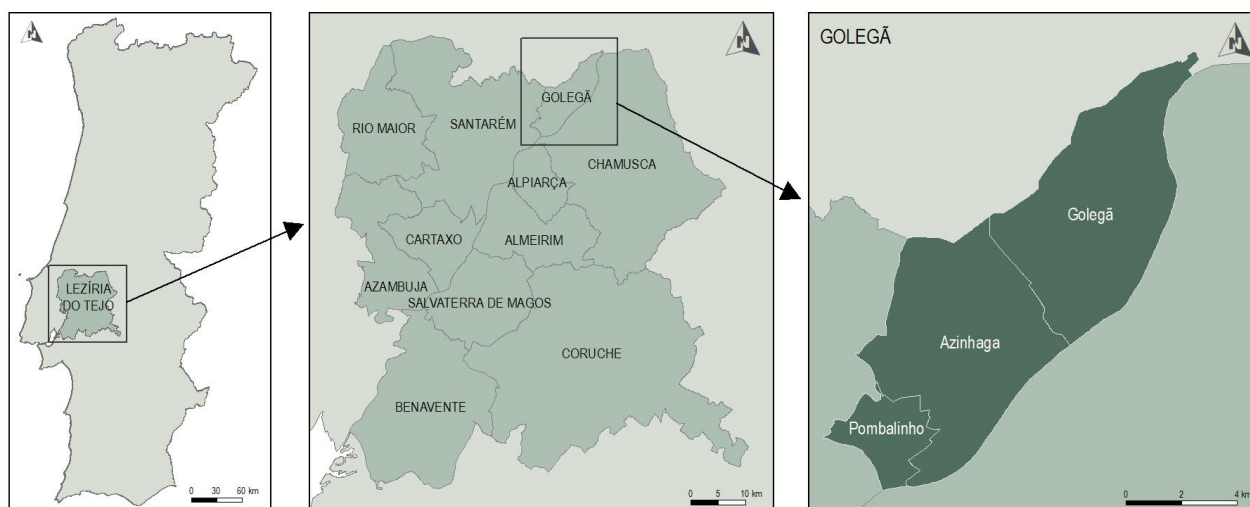 N
LEZÍRIA
DO TEJO
0 30 60 km
N
GOLEGÃ
RIO MAIOR
SANTARÉM
CHAMUSCA
ALPIARÇA
CARTAXO
ALMEIRIM
AZAMBUJA
SALVATERRA DE MAGOS
CORUCHE
BENAVENTE
0 5 10 km
GOLEGÃ
N
Golegã
Azinhaga
Pombalinho
0 2 4 km